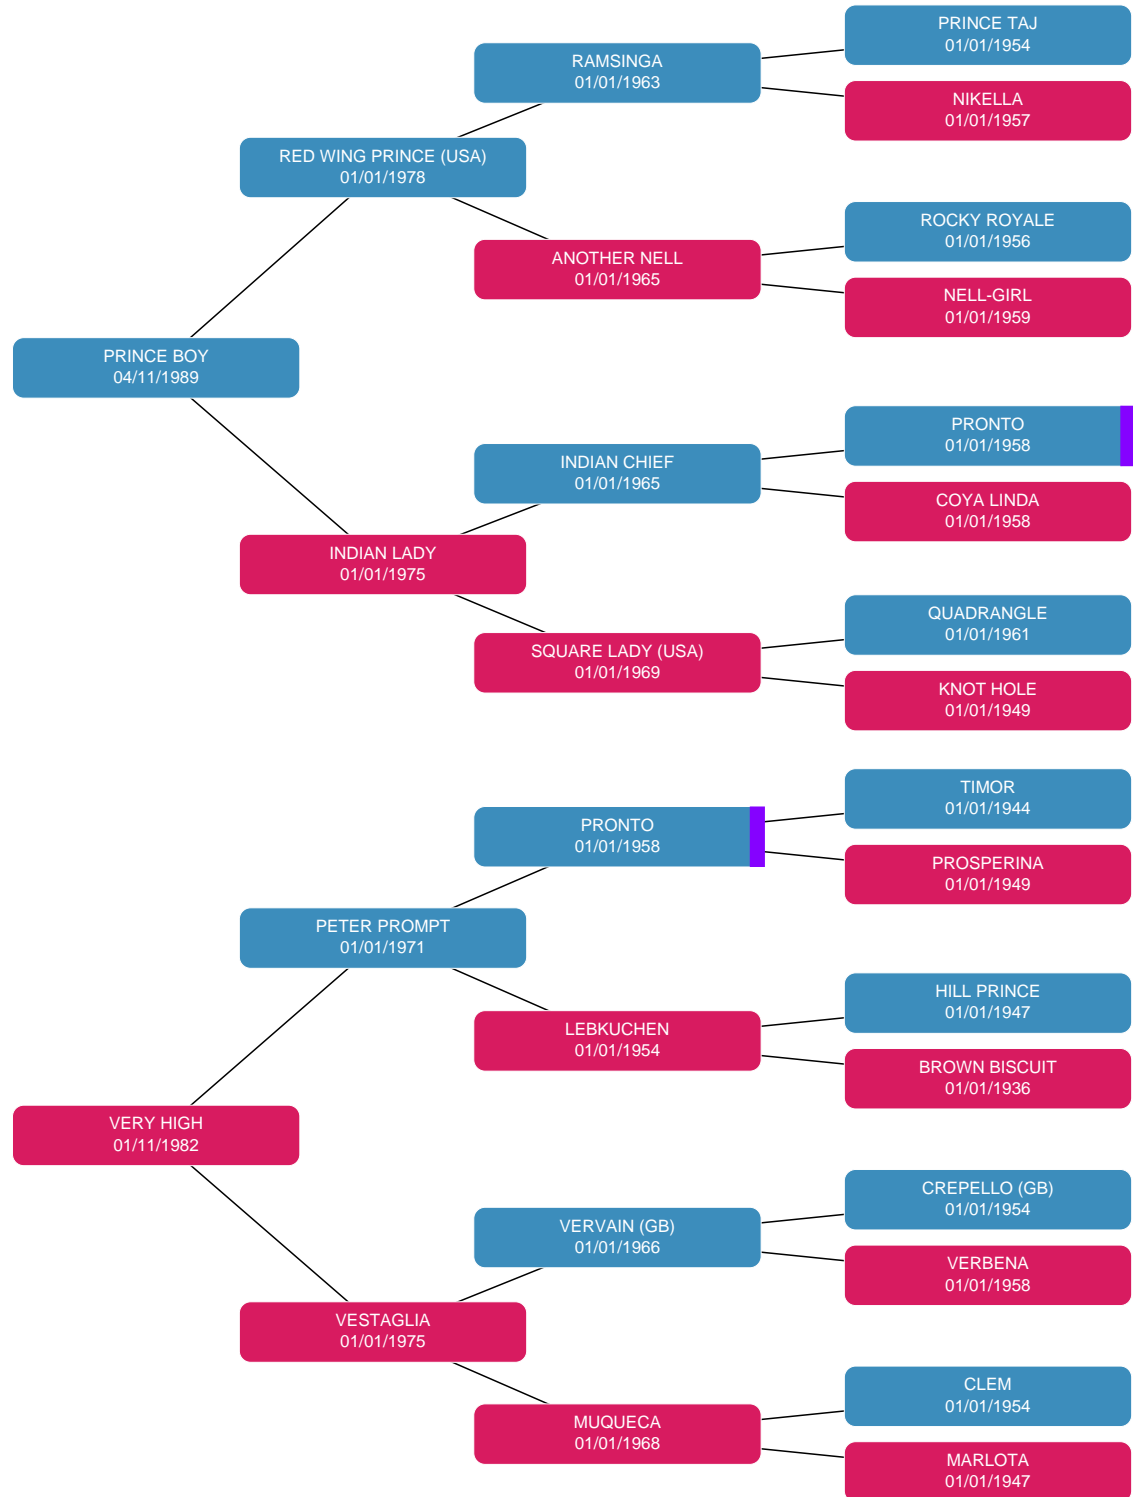 PRINCE TAJ
01/01/1954
RAMSINGA
01/01/1963
NIKELLA
01/01/1957
RED WING PRINCE (USA)
01/01/1978
ROCKY ROYALE
01/01/1956
ANOTHER NELL
01/01/1965
NELL-GIRL
01/01/1959
PRINCE BOY
04/11/1989
PRONTO
01/01/1958
INDIAN CHIEF
01/01/1965
COYA LINDA
01/01/1958
INDIAN LADY
01/01/1975
QUADRANGLE
01/01/1961
SQUARE LADY (USA)
01/01/1969
KNOT HOLE
01/01/1949
TIMOR
01/01/1944
PRONTO
01/01/1958
PROSPERINA
01/01/1949
PETER PROMPT
01/01/1971
HILL PRINCE
01/01/1947
LEBKUCHEN
01/01/1954
BROWN BISCUIT
01/01/1936
VERY HIGH
01/11/1982
CREPELLO (GB)
01/01/1954
VERVAIN (GB)
01/01/1966
VERBENA
01/01/1958
VESTAGLIA
01/01/1975
CLEM
01/01/1954
MUQUECA
01/01/1968
MARLOTA
01/01/1947